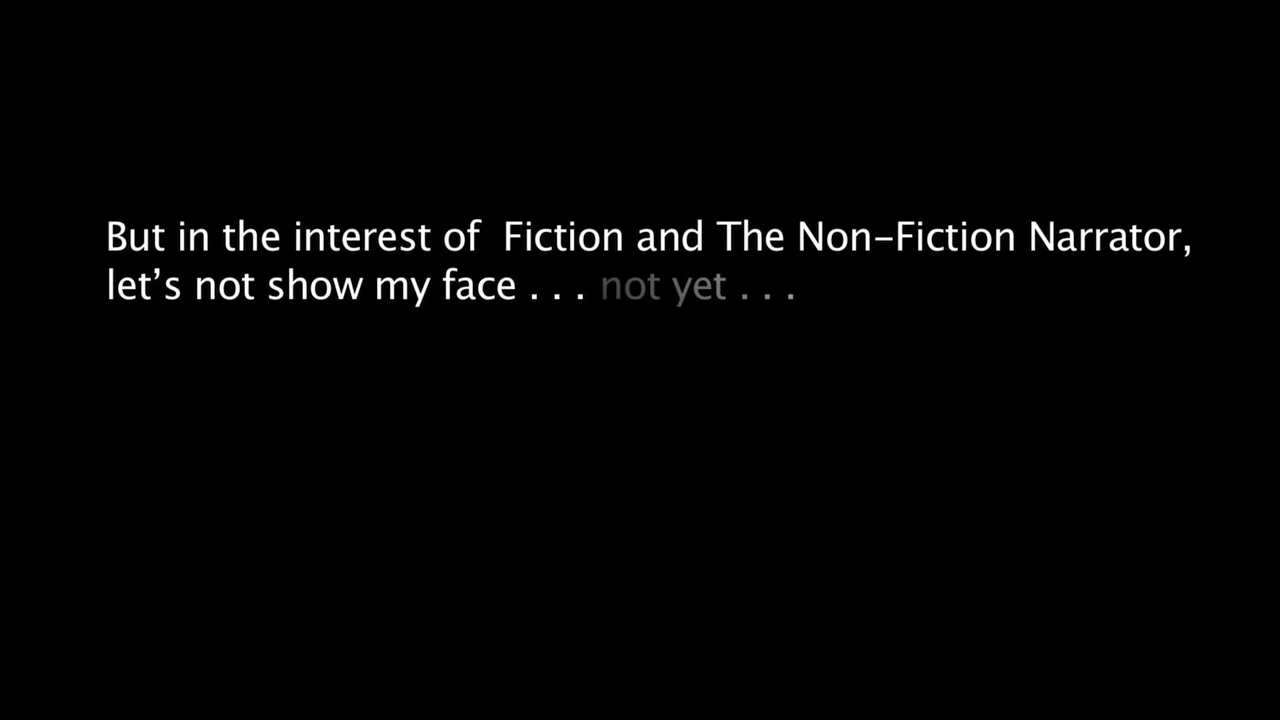 But in the interest of  Fiction and The Non–Fiction Narrator,
let’s not show my face . . . not yet . . .